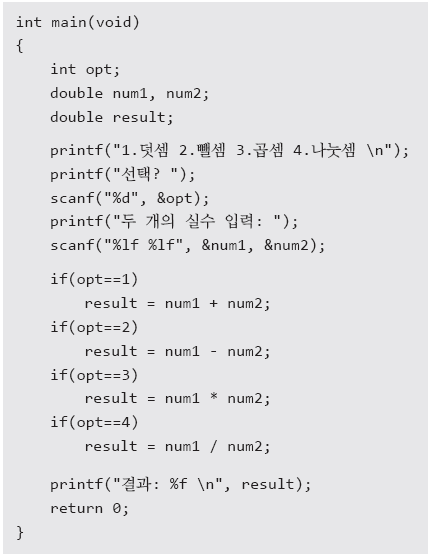 int main(void)
{
    int opt;
    double num1, num2;
    double result;
    printf("1.덧셈 2.뺄셈 3.곱셈 4.나눗셈 \n");
    printf("선택? ");
    scanf("%d", &opt);
    printf("두 개의 실수 입력: ");
    scanf("%lf %lf", &num1, &num2);
    if(opt==1)
        result = num1 + num2;
    if(opt==2)
        result = num1 - num2;
    if(opt==3)
        result = num1 * num2;
    if(opt==4)
        result = num1 / num2;
    printf("결과: %f \n", result);
    return 0;
}